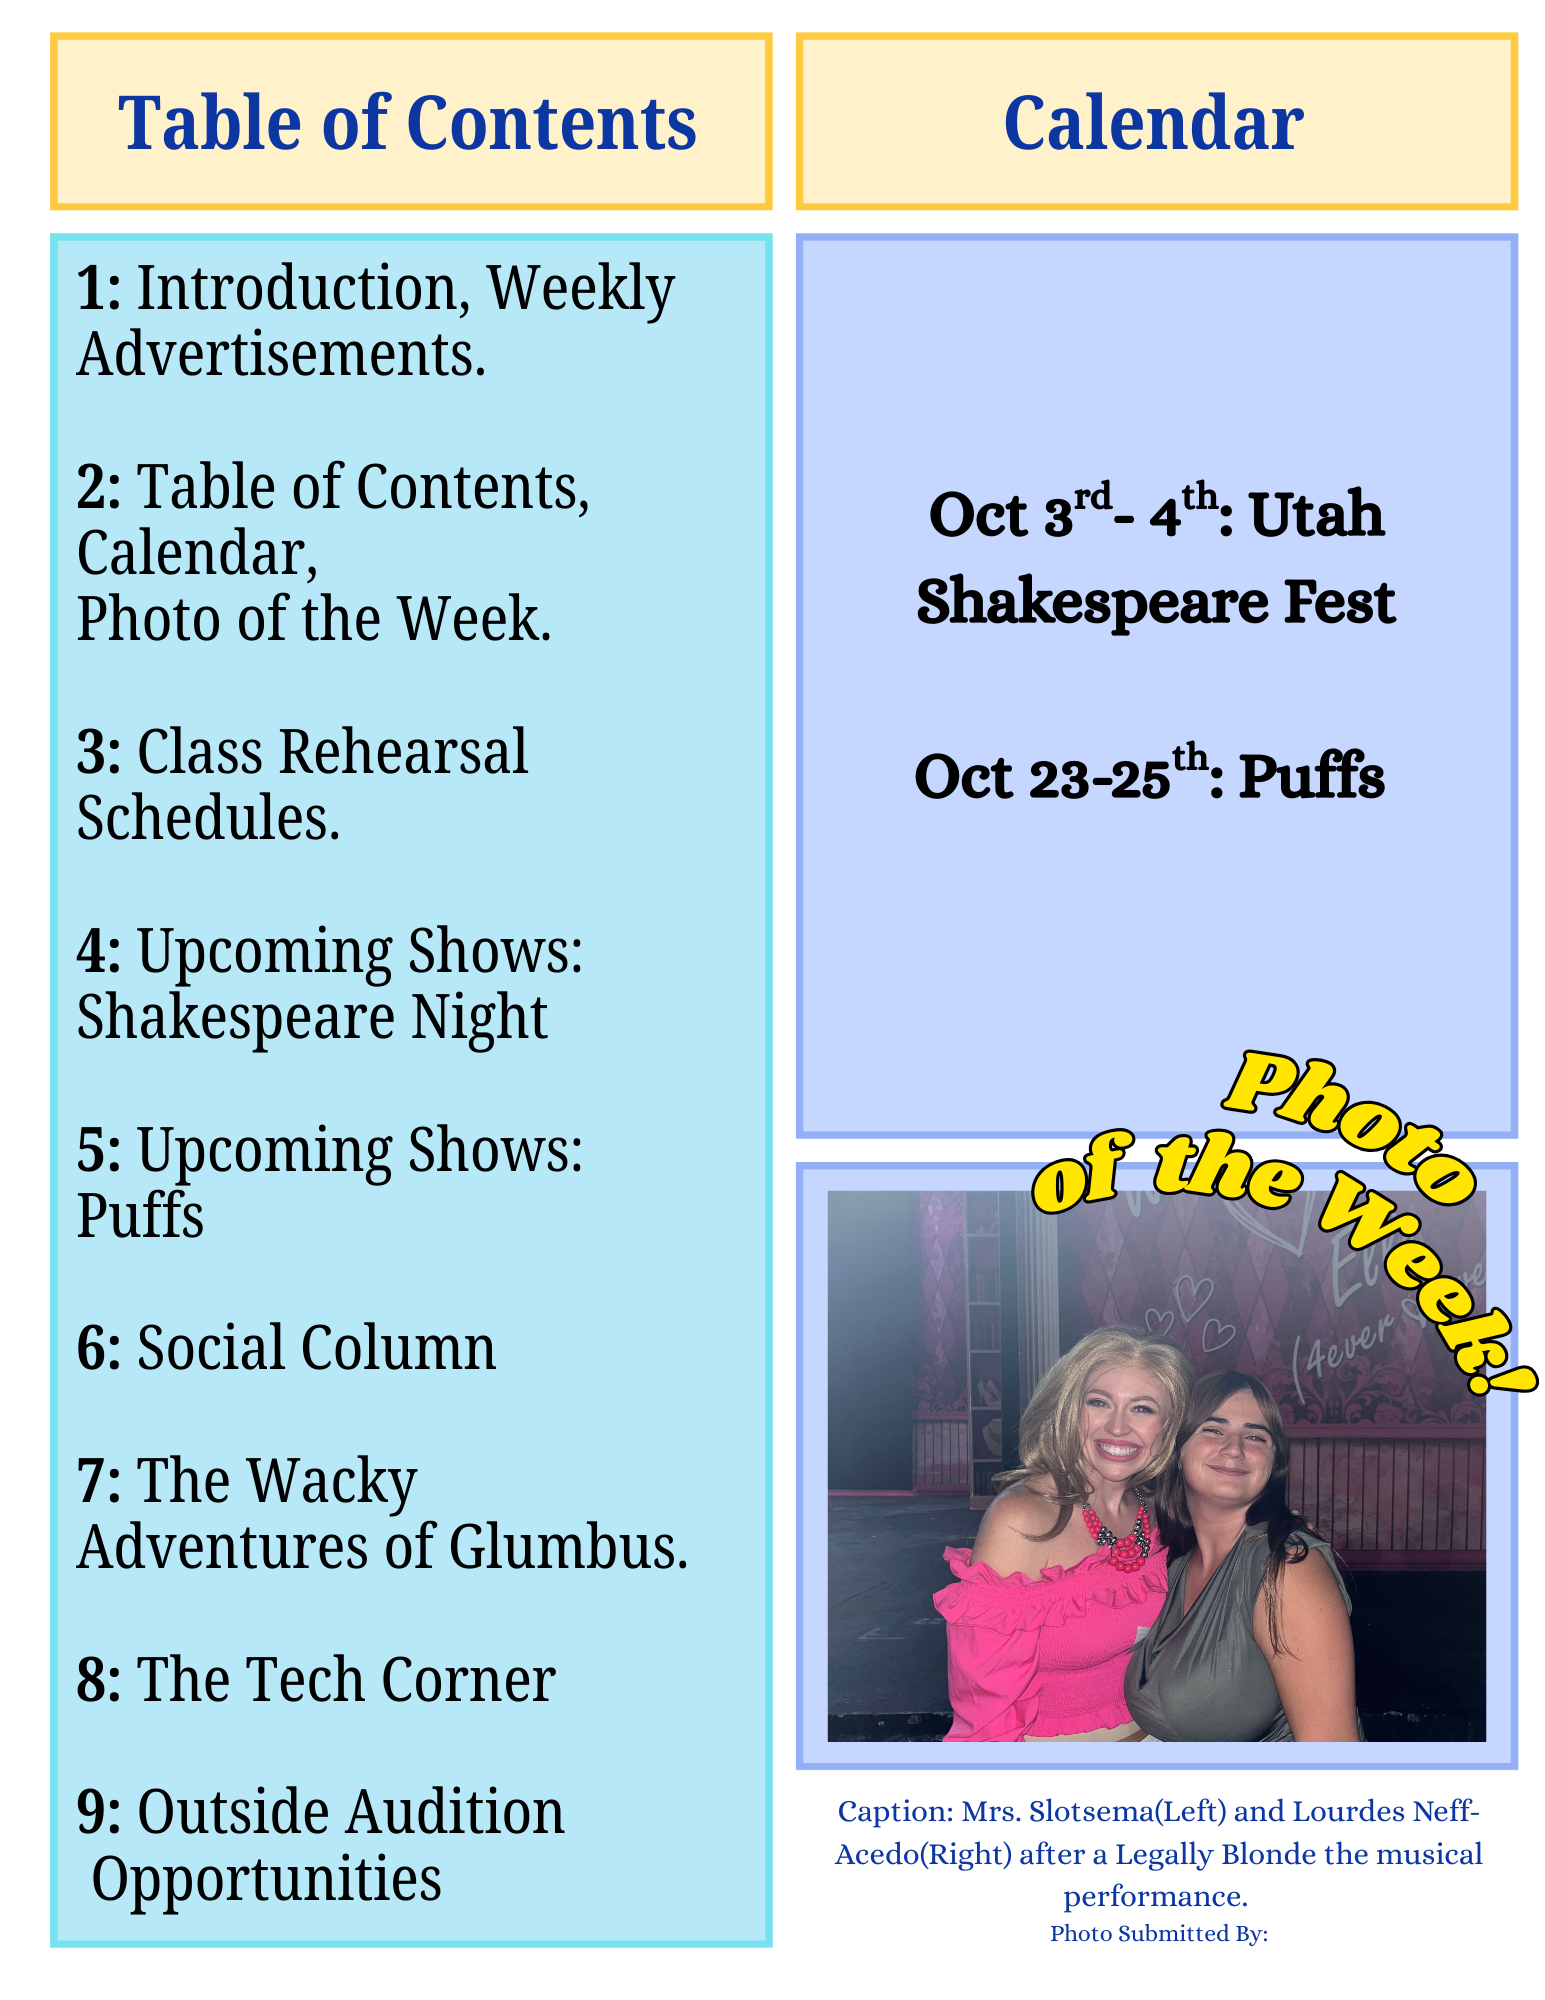 Table of Contents
1: Introduction, Weekly
Advertisements.
2: Table of Contents,
Calendar,
Photo of the Week.
3: Class Rehearsal
Schedules.
4: Upcoming Shows:
Shakespeare Night
5: Upcoming Shows:
Puffs
6: Social Column
7: The Wacky
Adventures of Glumbus.
8: The Tech Corner
9: Outside Audition
Opportunities
Calendar
Oct 3rd- 4th: Utah
Shakespeare Fest
Oct 23-25th: Puffs
Photo
of the Week!
(4ever
Caption: Mrs. Slotsema(Left) and Lourdes Neff-
Acedo(Right) after a Legally Blonde the musical
performance.
Photo Submitted By: